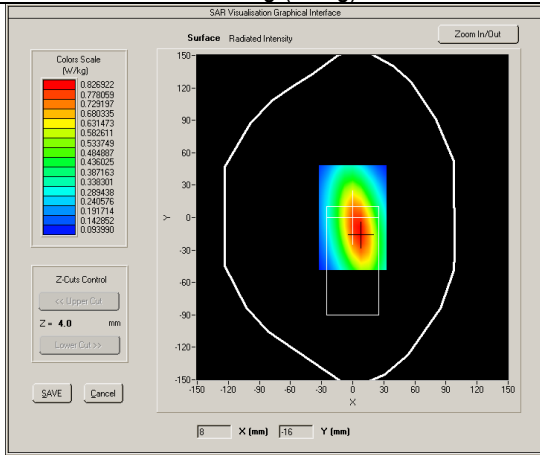 SAR Visualisation Graphical Interface
Surface Radiated Intensity
Zoom In/Out
Colors Scale
(W/kg)
0.826922
0.778059
0.729197
0.680335
0.631473
0.582611
0.533749
0.484887
0.436025
0.387163
0.338301
0.289438
0.240576
0.191714
0.142852
0.093990
Z-Cuts Control
<< Upper Cut
Z = 4.0 mm
Lower Cut >>
SAVE Cancel
150-
120-
90-
60-
30-
0-
-30-
-60-
-90-
-120-
-150-
Y
-150 -120 -90 -60 -30 0 30 60 90 120 150
X
8 X (mm) -16 Y (mm)